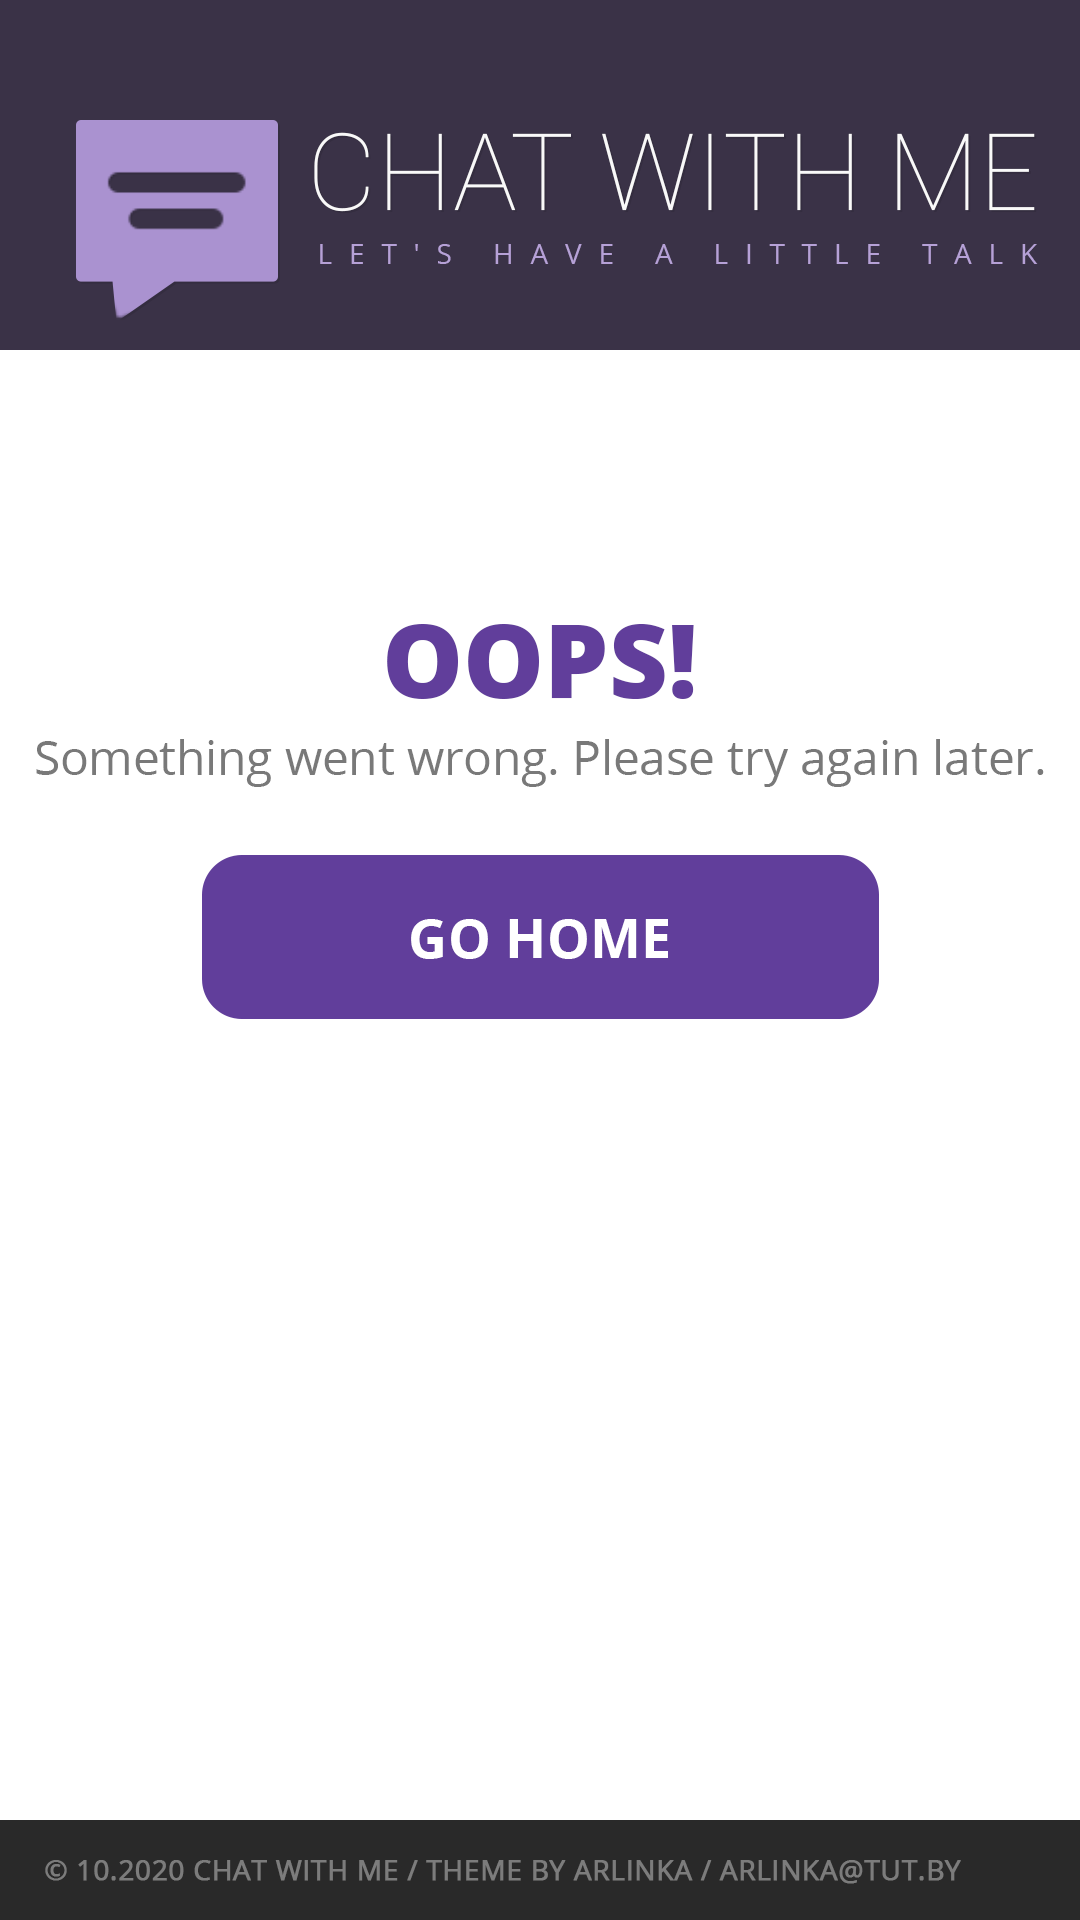 CHAT WITH ME
LET'S HAVE A LITTLE TALK
OOPS!
Something went wrong. Please try again later.
GO HOME
© 10.2020 CHAT WITH ME / THEME BY ARLINKA / ARLINKA@TUT.BY